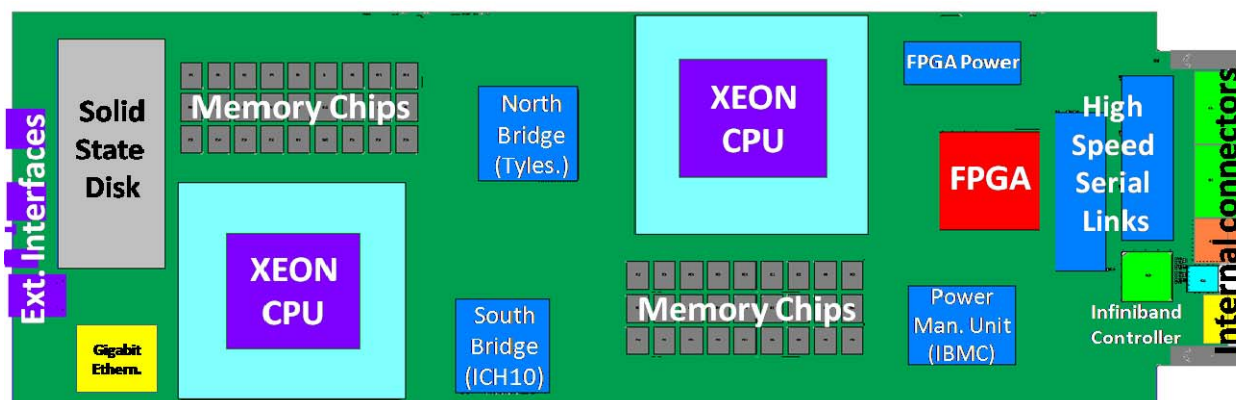 Ext. Interfaces
Solid
State
Disk
Memory Chips
XEON
CPU
Gigabit
Ethern.
North
Bridge
(Tyles.)
South
Bridge
(ICH10)
XEON
CPU
Memory Chips
FPGA Power
FPGA
Power
Man. Unit
(IBMC)
High
Speed
Serial
Links
Infiniband
Controller
Internal connectors